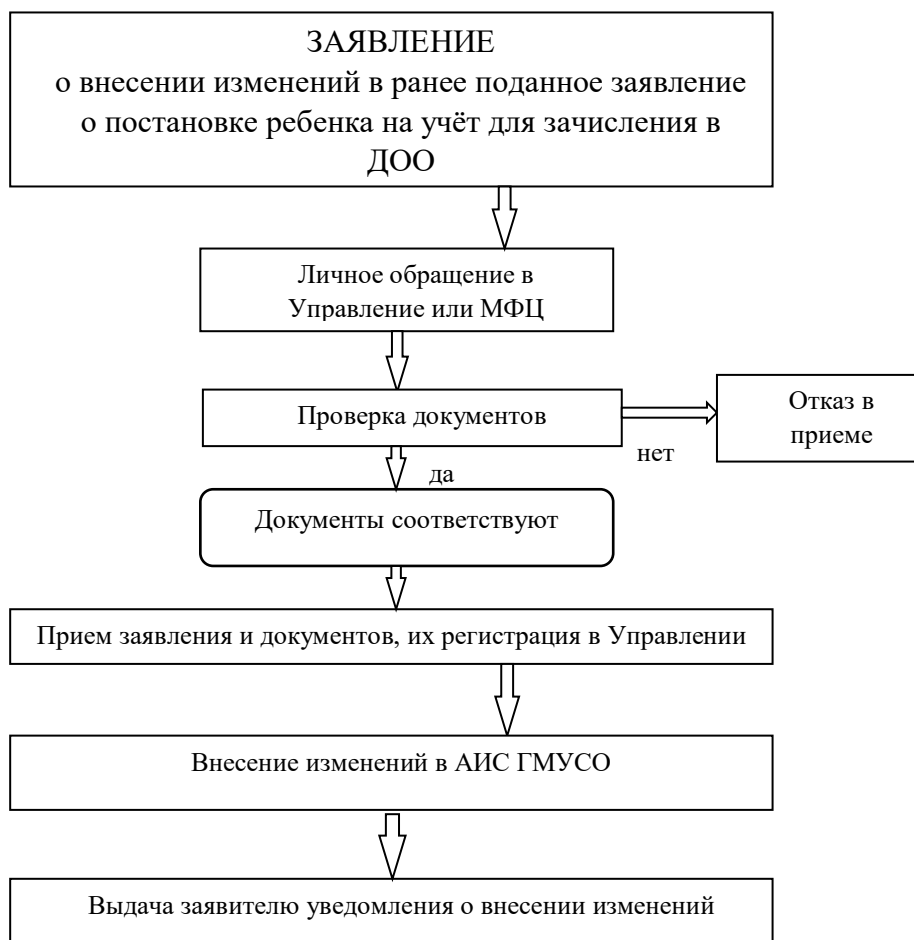 ЗАЯВЛЕНИЕ
о внесении изменений в ранее поданное заявление
о постановке ребенка на учёт для зачисления в
ДОО
Личное обращение в
Управление или МФЦ
Проверка документов
Отказ в
приеме
нет
да
Документы соответствуют
Прием заявления и документов, их регистрация в Управлении
Внесение изменений в АИС ГМУСО
Выдача заявителю уведомления о внесении изменений